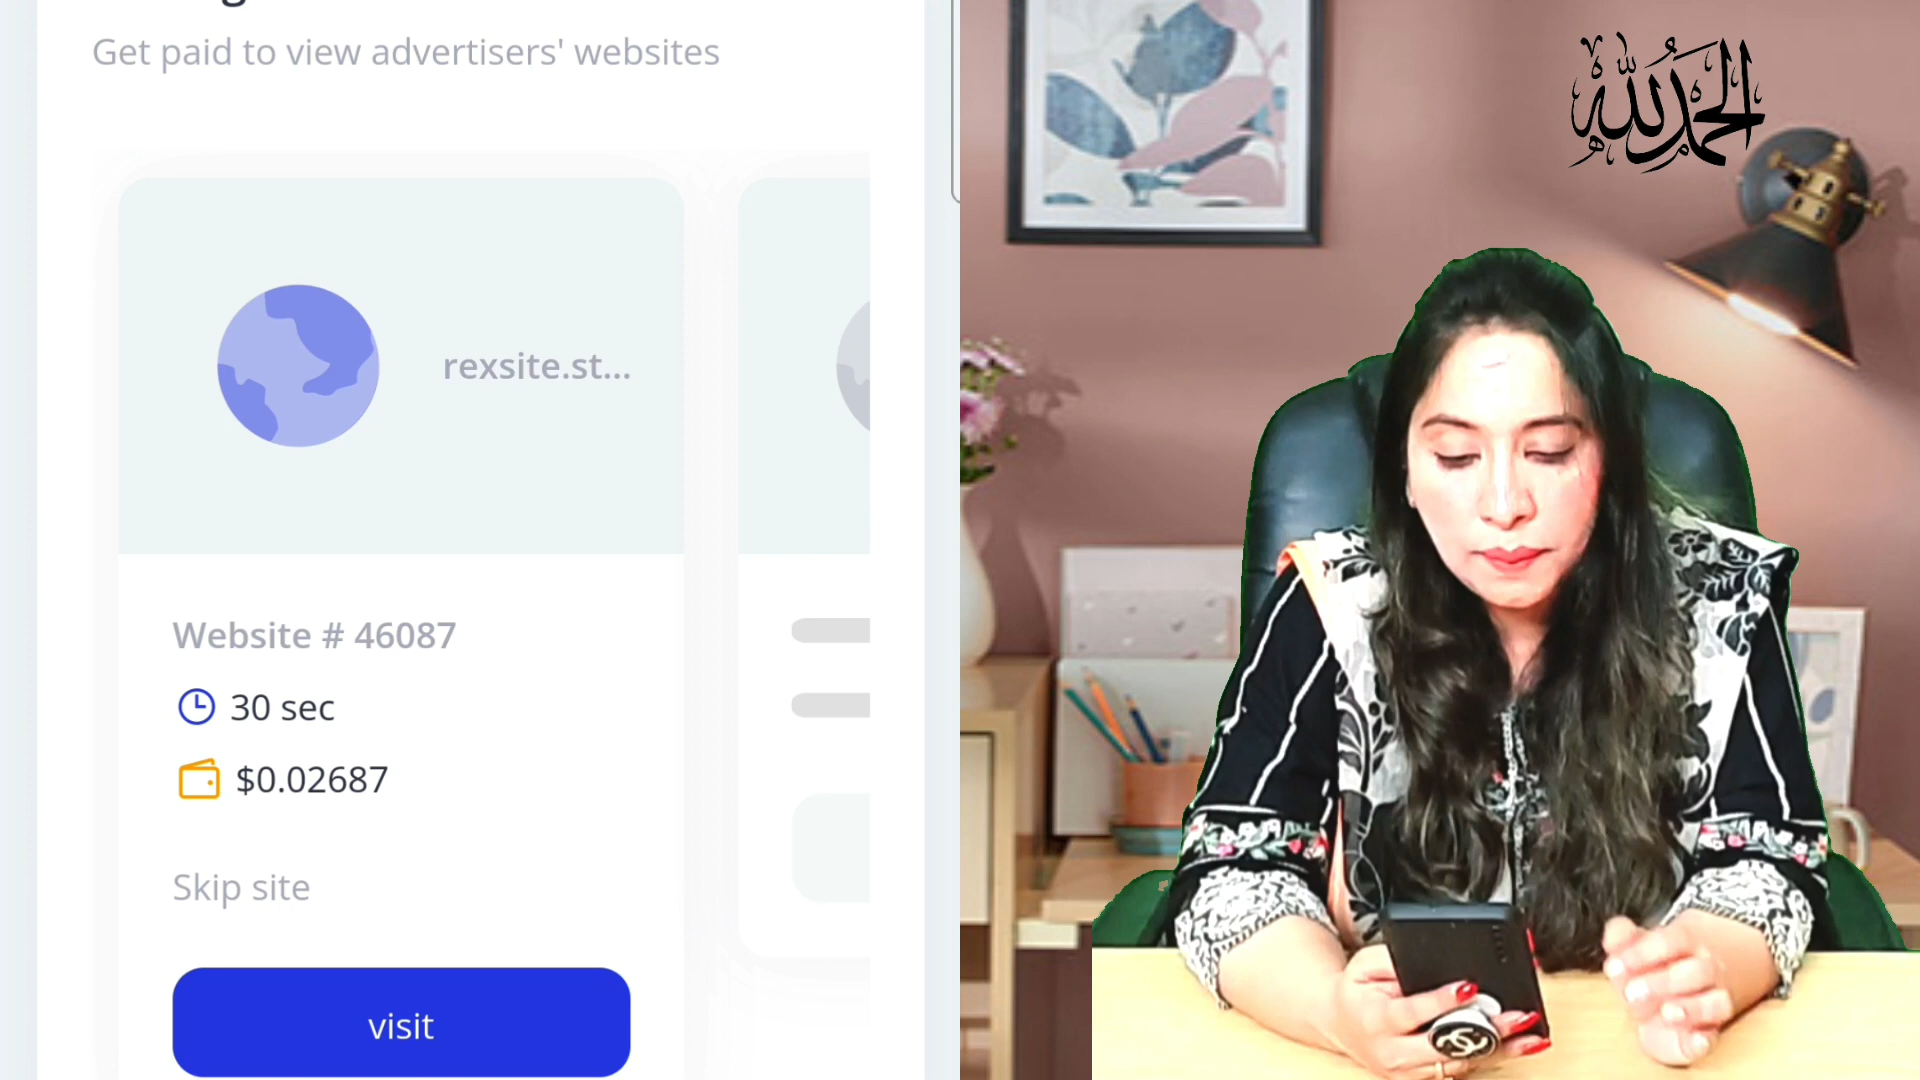 Get paid to view advertisers' websites
rexsite.st...
Website # 46087
30 sec
$0.02687
Skip site
visit
الحمد لله